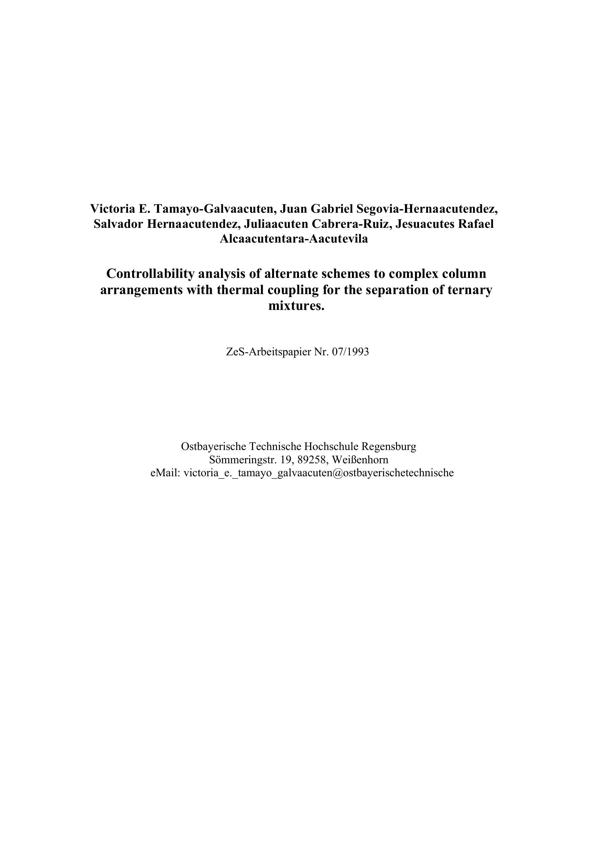 Victoria E. Tamayo-Galvaacuten, Juan Gabriel Segovia-Hernaacutendez,
Salvador Hernaacutendez, Juliaacuten Cabrera-Ruiz, Jesuacutes Rafael
Alcaacutentara-Aacutevila
Controllability analysis of alternate schemes to complex column
arrangements with thermal coupling for the separation of ternary
mixtures.
ZeS-Arbeitspapier Nr. 07/1993
Ostbayerische Technische Hochschule Regensburg
Sömmeringstr. 19, 89258, Weißenhorn
eMail: victoria_e._tamayo_galvaacuten@ostbayerischetechnische